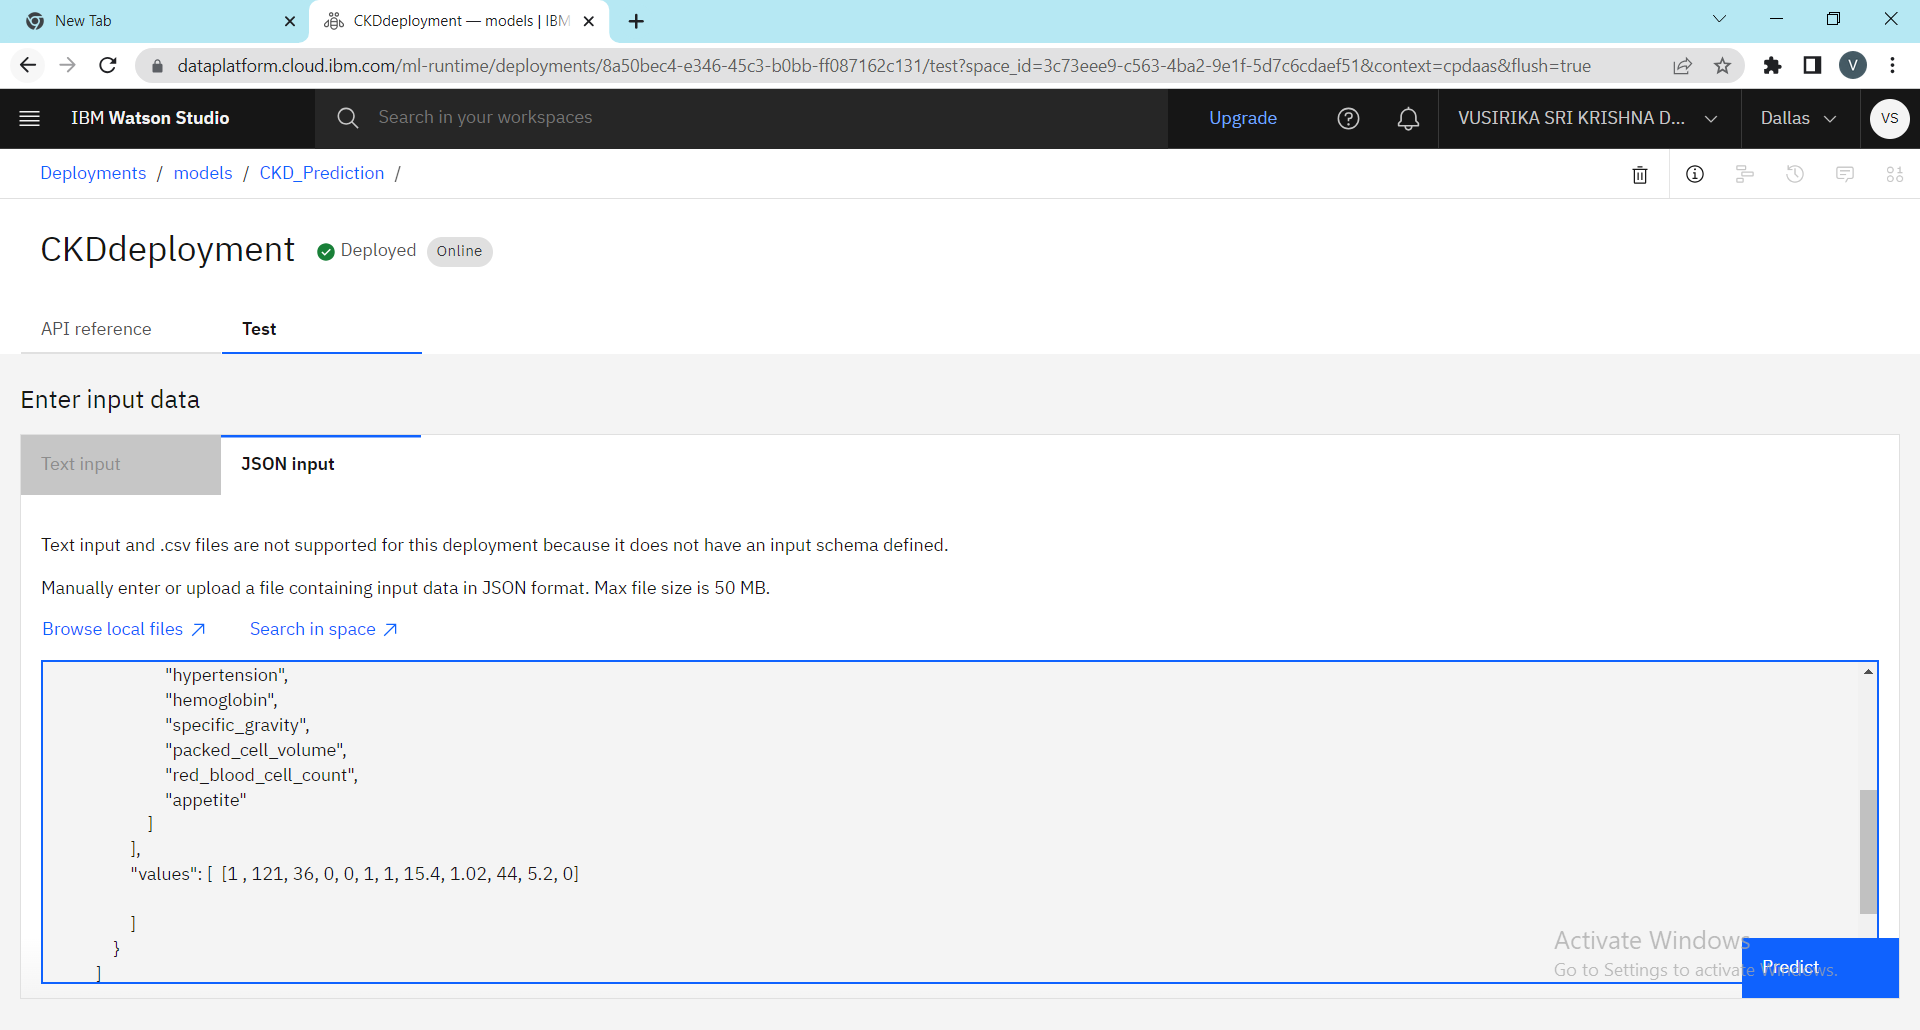 New Tab
CKDdeployment — models | IBM
dataplatform.cloud.ibm.com/ml-runtime/deployments/8a50bec4-e346-45c3-b0bb-ff087162c131/test?space_id=3c73eee9-c563-4ba2-9e1f-5d7c6cdaef51&context=cpdaas&flush=true
V
IBM Watson Studio
Search in your workspaces
Upgrade
VUSIRIKA SRI KRISHNA D...
Dallas
VS
Deployments / models / CKD_Prediction /
CKDdeployment
Deployed
Online
API reference
Test
Enter input data
Text input
JSON input
Text input and .csv files are not supported for this deployment because it does not have an input schema defined.
Manually enter or upload a file containing input data in JSON format. Max file size is 50 MB.
Browse local files
Search in space
"hypertension",
"hemoglobin",
"specific_gravity",
"packed_cell_volume",
"red_blood_cell_count",
"appetite"
]
],
"values": [ [1 , 121, 36, 0, 0, 1, 1, 15.4, 1.02, 44, 5.2, 0]
]
}
]
Activate Windows
Go to Settings to activate Windows.
Predict